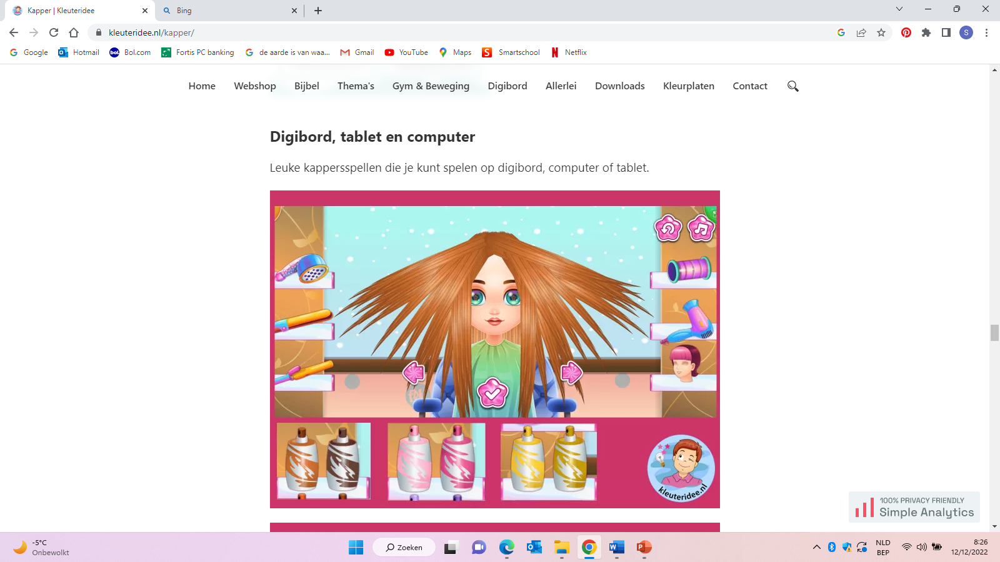 Kapper | Kleuteridee
Bing
kleuteridee.nl/kapper/
S
Google
Hotmail
bol. Bol.com
Fortis PC banking
de aarde is van waa...
Gmail
YouTube
Maps
Smartschool
Netflix
Home
Webshop
Bijbel
Thema's
Gym & Beweging
Digibord
Allerlei
Downloads
Kleurplaten
Contact
Digibord, tablet en computer
Leuke kappersspellen die je kunt spelen op digibord, computer of tablet.
kleuteridee.nl
100% PRIVACY FRIENDLY
Simple Analytics
-5°C
Onbewolkt
Zoeken
NLD
BEP
8:26
12/12/2022